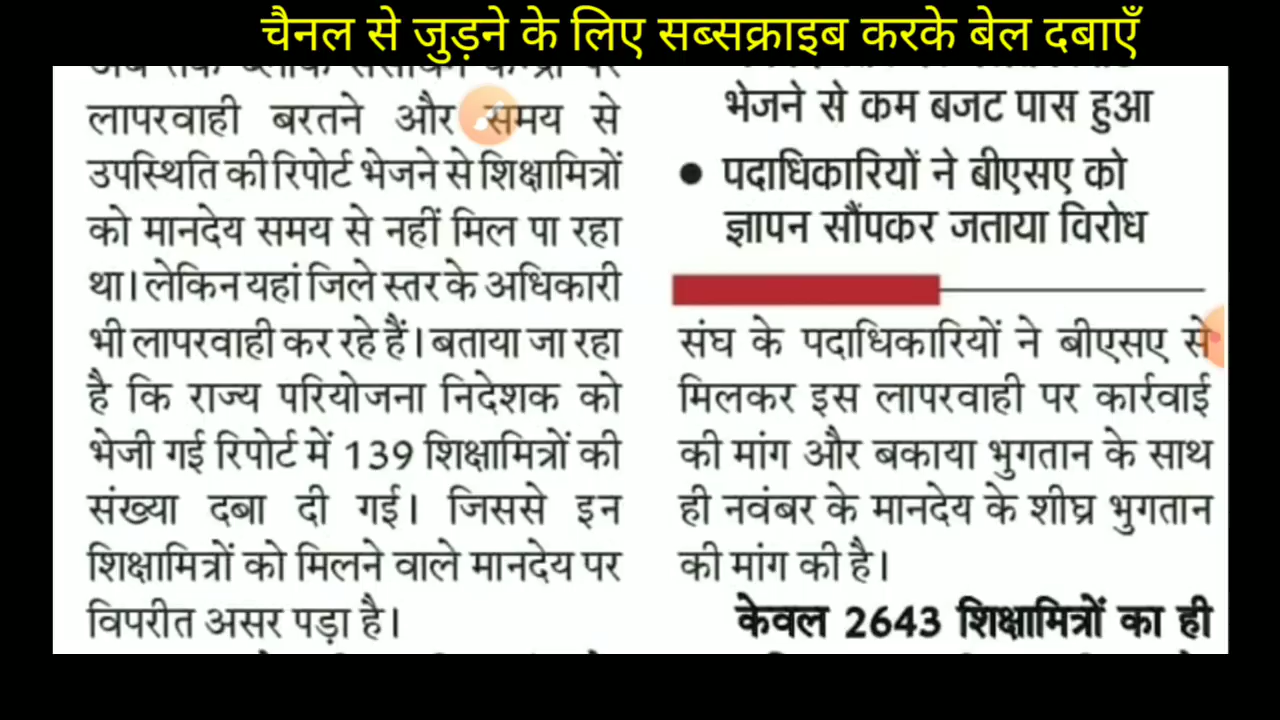 चैनल से जुड़ने के लिए सब्सक्राइब करके बेल दबाएँ
लापरवाही बरतने और समय से
उपस्थिति की रिपोर्ट भेजने से शिक्षामित्रों
को मानदेय समय से नहीं मिल पा रहा
था। लेकिन यहां जिले स्तर के अधिकारी
भी लापरवाही कर रहे हैं। बताया जा रहा
है कि राज्य परियोजना निदेशक को
भेजी गई रिपोर्ट में 139 शिक्षामित्रों की
संख्या दबा दी गई। जिससे इन
शिक्षामित्रों को मिलने वाले मानदेय पर
विपरीत असर पड़ा है।
भेजने से कम बजट पास हुआ
● पदाधिकारियों ने बीएसए को
ज्ञापन सौंपकर जताया विरोध
संघ के पदाधिकारियों ने बीएसए से
मिलकर इस लापरवाही पर कार्रवाई
की मांग और बकाया भुगतान के साथ
ही नवंबर के मानदेय के शीघ्र भुगतान
की मांग की है।
केवल 2643 शिक्षामित्रों का ही